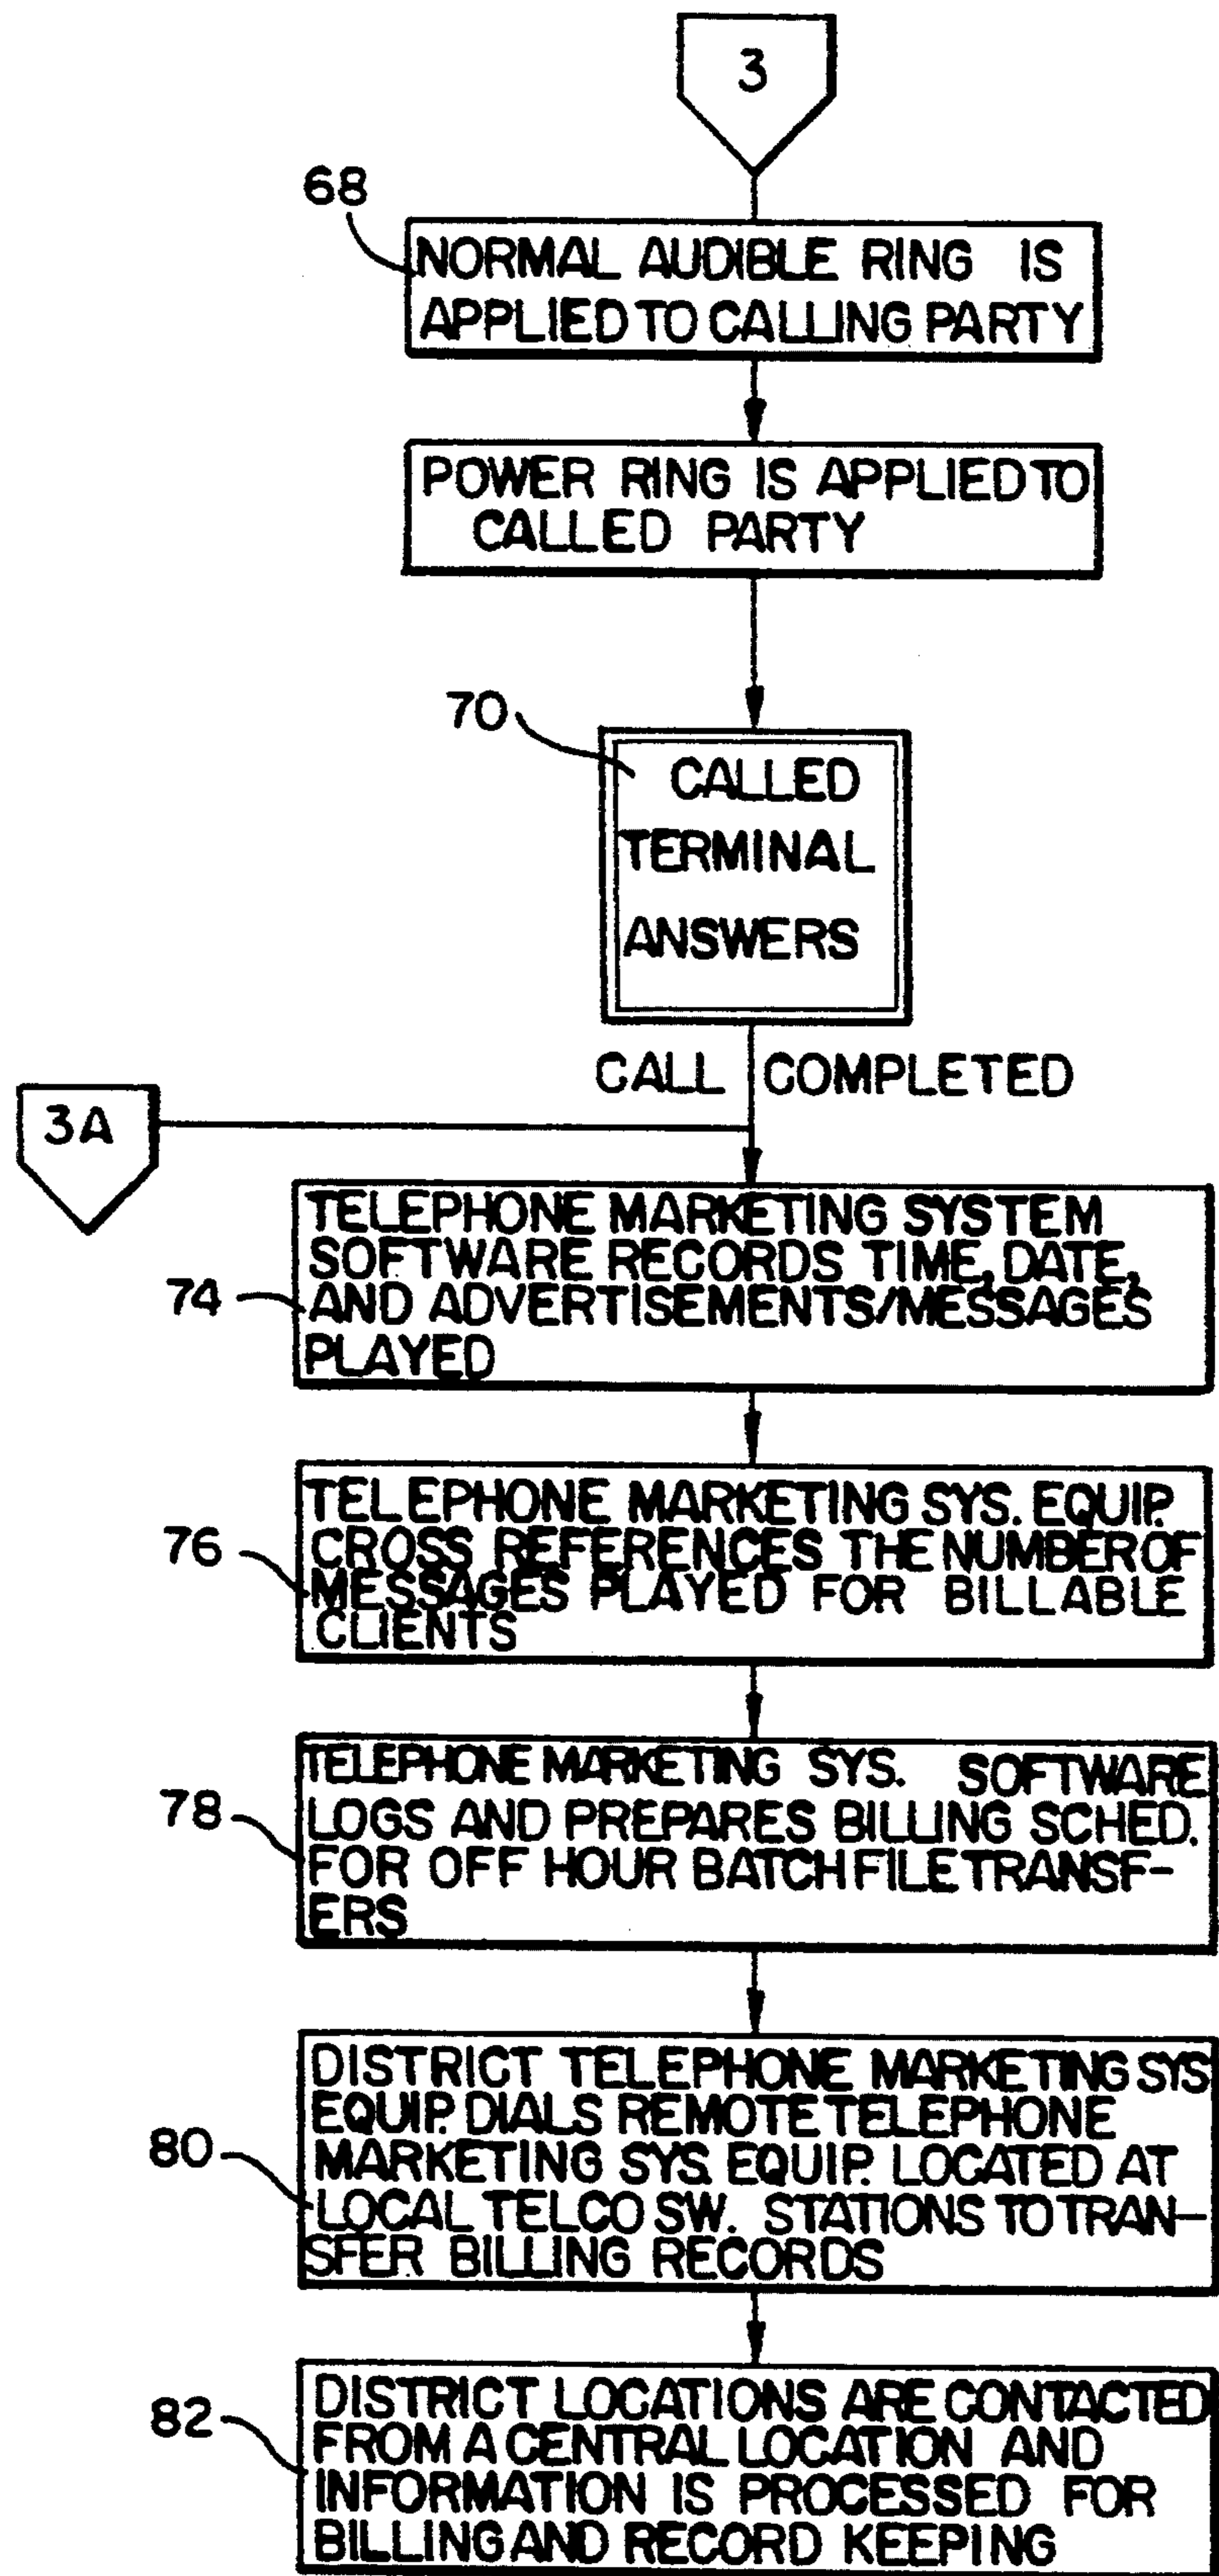 3
68
NORMAL AUDIBLE RING IS
APPLIED TO CALLING PARTY
POWER RING IS APPLIED TO
CALLED PARTY
70
CALLED
TERMINAL
ANSWERS
CALL COMPLETED
3A
74
TELEPHONE MARKETING SYSTEM
SOFTWARE RECORDS TIME, DATE,
AND ADVERTISEMENTS/MESSAGES
PLAYED
76
TELEPHONE MARKETING SYS. EQUIP.
CROSS REFERENCES THE NUMBER OF
MESSAGES PLAYED FOR BILLABLE
CLIENTS
78
TELEPHONE MARKETING SYS. SOFTWARE
LOGS AND PREPARES BILLING SCHED.
FOR OFF HOUR BATCH FILE TRANSF-
ERS
80
DISTRICT TELEPHONE MARKETING SYS
EQUIP. DIALS REMOTE TELEPHONE
MARKETING SYS. EQUIP. LOCATED AT
LOCAL TELCO SW. STATIONS TO TRAN-
SFER BILLING RECORDS
82
DISTRICT LOCATIONS ARE CONTACTED
FROM A CENTRAL LOCATION AND
INFORMATION IS PROCESSED FOR
BILLING AND RECORD KEEPING